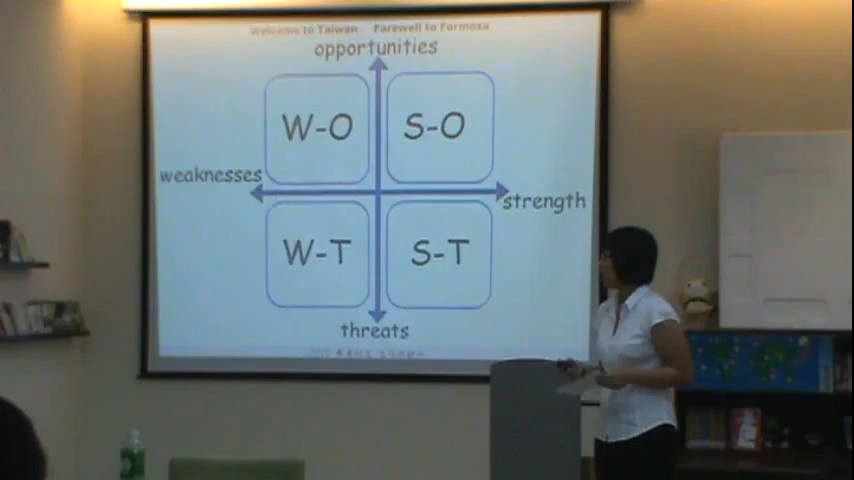 Welcome to Taiwan Farewell to Formosa
opportunities
W-O S-O
weaknesses
strength
W-T S-T
threats